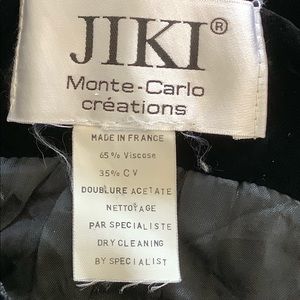 JIKI®
Monte-Carlo
créations
MADE IN FRANCE
65% Viscose
35% CV
DOUBLURE ACETATE
NETTOYAGE
PAR SPECIALISTE
DRY CLEANING
BY SPECIALIST